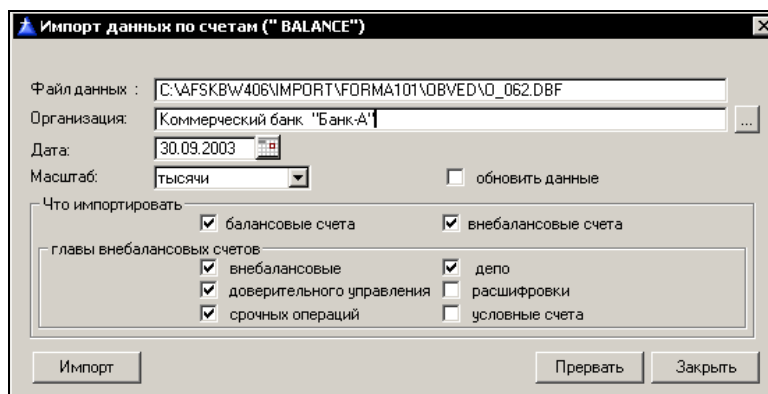 Импорт данных по счетам (" BALANCE")
Файл данных : C:\AFSKBW406\IMPORT\FORMA101\OBVED\O_062.DBF
Организация: Коммерческий банк "Банк-А" ...
Дата: 30.09.2003
Масштаб: тысячи обновить данные
Что импортировать
балансовые счета внебалансовые счета
главы внебалансовых счетов
внебалансовые депо
доверительного управления расшифровки
срочных операций условные счета
Импорт Прервать Закрыть